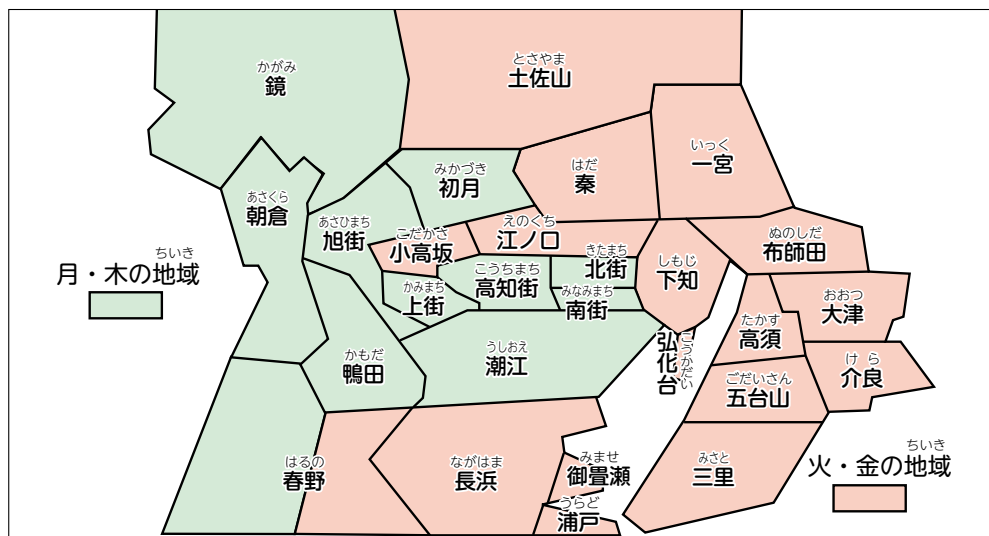 かがみ
鏡
とさやま
土佐山
いっく
一宮
はだ
秦
みかづき
初月
あさくら
朝倉
あさひまち
旭街
こだかさ
小高坂
えのくち
江ノ口
ぬのしだ
布師田
ちいき
月・木の地域
かみまち
上街
こうちまち
高知街
きたまち
北街
みなみまち
南街
しもじ
下知
おおつ
大津
たかす
高須
かもだ
鴨田
うしおえ
潮江
こうかだい
弘化台
けら
介良
ごだいさん
五台山
はるの
春野
ながはま
長浜
みませ
御畳瀬
うらど
浦戸
みさと
三里
ちいき
火・金の地域